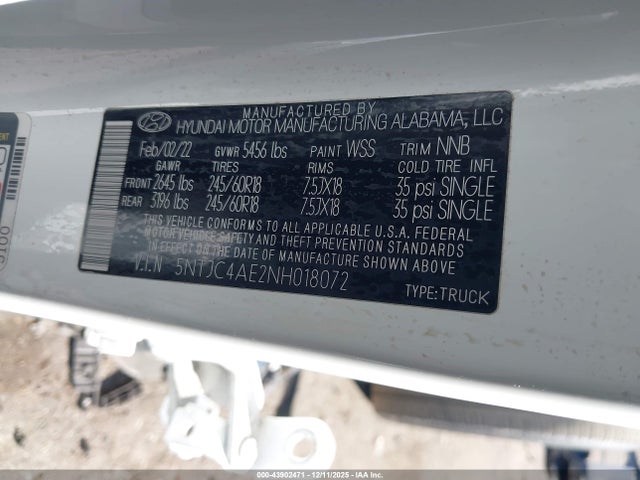 MANUFACTURED BY
HYUNDAI MOTOR MANUFACTURING ALABAMA, LLC
Feb/02/22 GVWR 5456 lbs PAINT WSS TRIM NNB
GAWR TIRES RIMS COLD TIRE INFL
FRONT 2645 lbs 245/60R18 7.5JX18 35 psi SINGLE
REAR 3196 lbs 245/60R18 7.5JX18 35 psi SINGLE
THIS VEHICLE CONFORMS TO ALL APPLICABLE U.S.A. FEDERAL
MOTOR VEHICLE SAFETY AND THEFT PREVENTION STANDARDS
IN EFFECT ON THE DATE OF MANUFACTURE SHOWN ABOVE
V.I.N 5NTJC4AE2NH018072
TYPE:TRUCK
000-43902471 - 12/11/2025 - Copyright IAA, Inc.